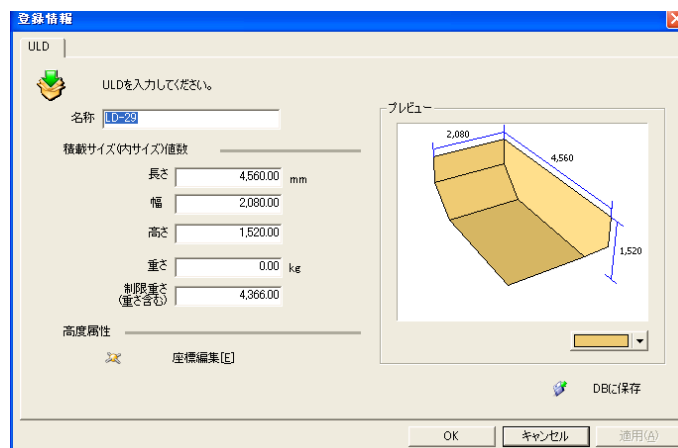 登録情報
ULD
ULDを入力してください。
名称 LD-29
積載サイズ(内サイズ)値数
長さ 4,560.00 mm
幅 2,080.00
高さ 1,520.00
重さ 0.00 kg
制限重さ
(重さ含む) 4,366.00
高度属性
座標編集[E]
プレビュー
2,080
4,560
1,520
DBに保存
OK キャンセル 適用(A)